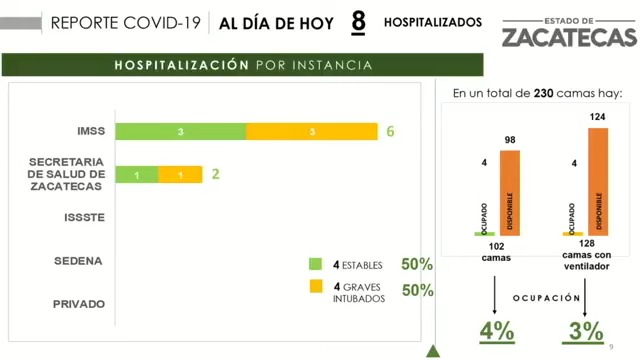 REPORTE COVID-19
AL DÍA DE HOY 8 HOSPITALIZADOS
ESTADO DE
ZACATECAS
HOSPITALIZACIÓN POR INSTANCIA
IMSS 3 3 6
SECRETARIA
DE SALUD DE
ZACATECAS
1 1 2
ISSSTE
SEDENA
PRIVADO
4 ESTABLES 50%
4 GRAVES
INTUBADOS
50%
En un total de 230 camas hay:
4 98
OCUPADO
DISPONIBLE
102
camas
4 124
OCUPADO
DISPONIBLE
128
camas con
ventilador
OCUPACIÓN
4% 3%
9